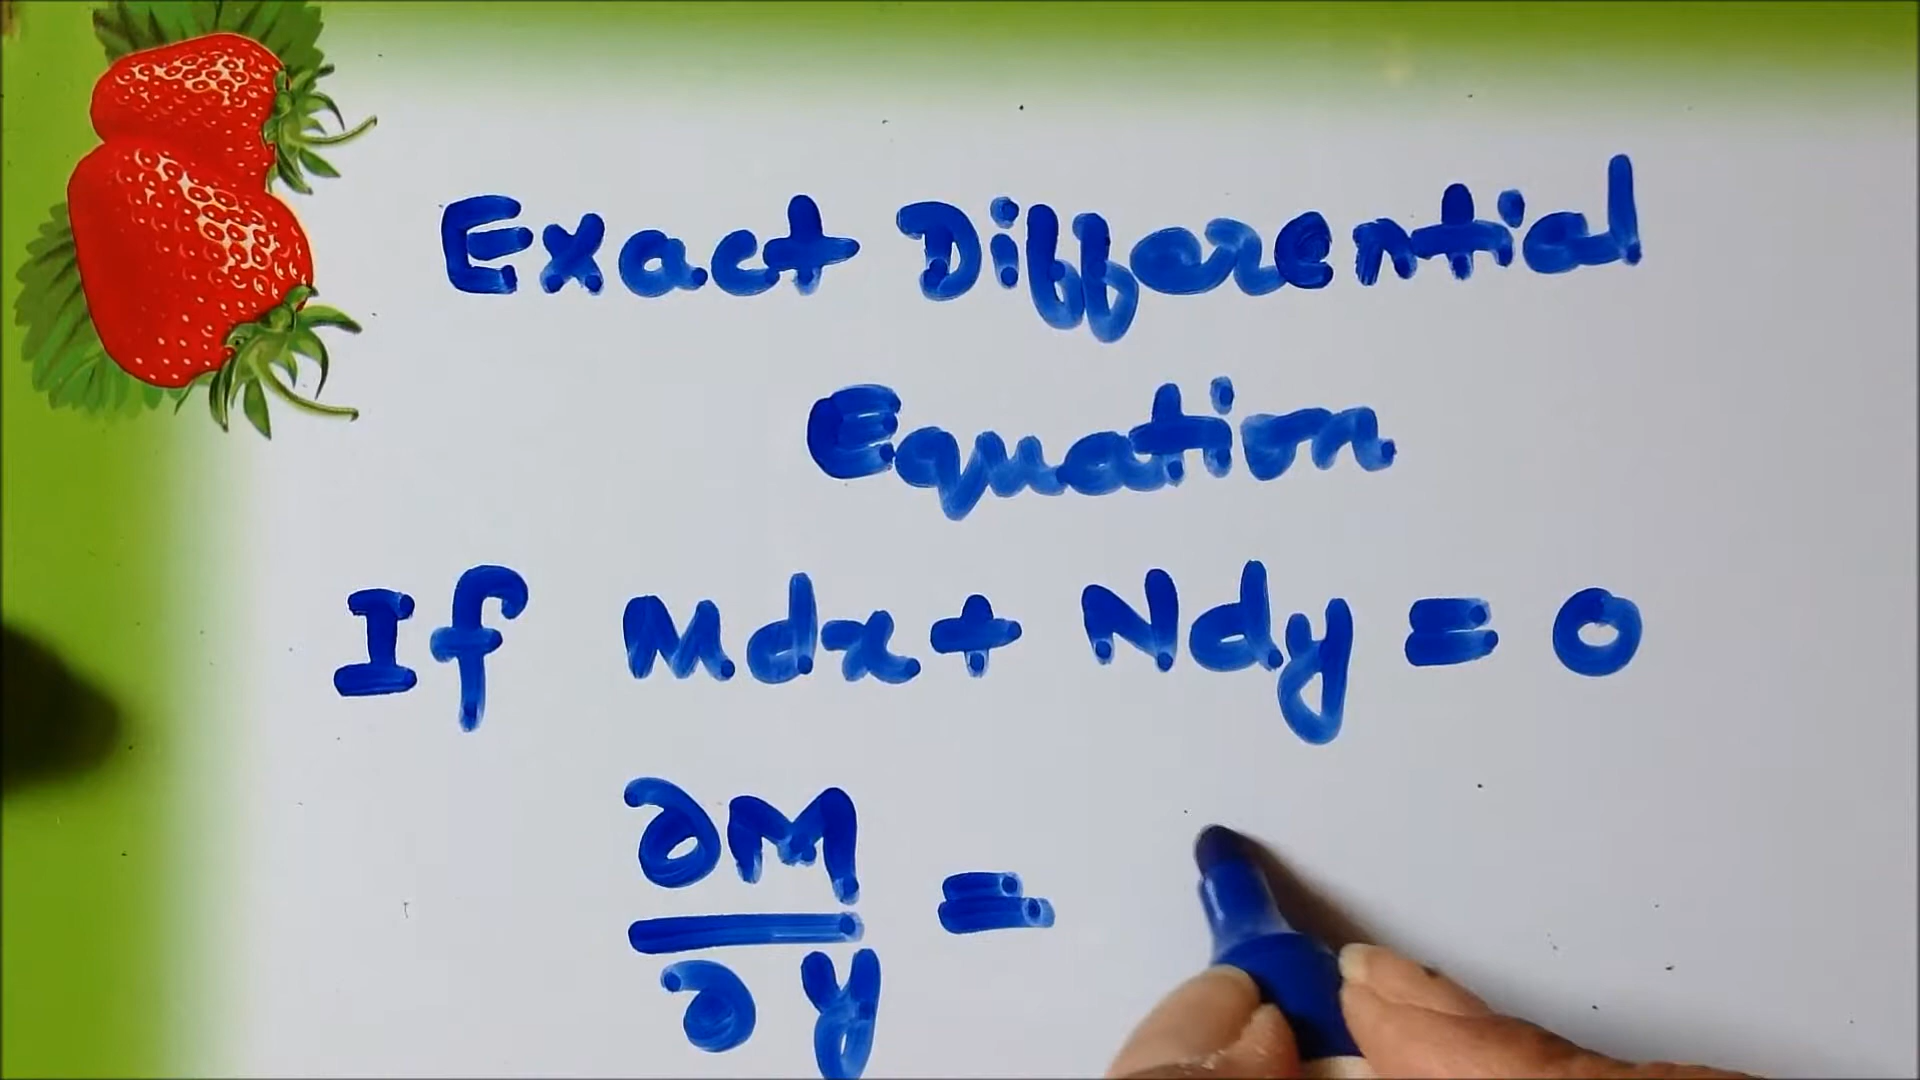 Exact Differential
Equation
If Mdx + Ndy = 0
∂M/∂y =